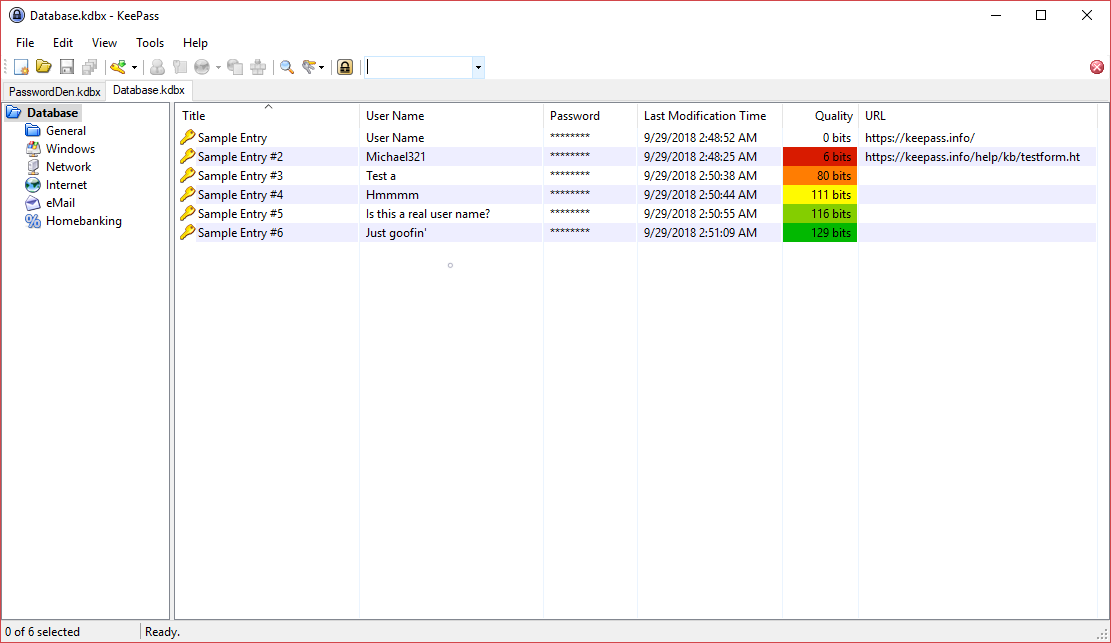 Database.kdbx - KeePass
File Edit View Tools Help
PasswordDen.kdbx Database.kdbx
Database
General
Windows
Network
Internet
eMail
Homebanking
Title User Name Password Last Modification Time Quality URL
Sample Entry User Name ******** 9/29/2018 2:48:52 AM 0 bits https://keepass.info/
Sample Entry #2 Michael321 ******** 9/29/2018 2:48:25 AM 6 bits https://keepass.info/help/kb/testform.ht
Sample Entry #3 Test a ******** 9/29/2018 2:50:38 AM 80 bits
Sample Entry #4 Hmmmm ******** 9/29/2018 2:50:44 AM 111 bits
Sample Entry #5 Is this a real user name? ******** 9/29/2018 2:50:55 AM 116 bits
Sample Entry #6 Just goofin' ******** 9/29/2018 2:51:09 AM 129 bits
0 of 6 selected Ready.